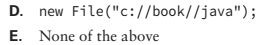 D. new File("c://book//java");
E. None of the above